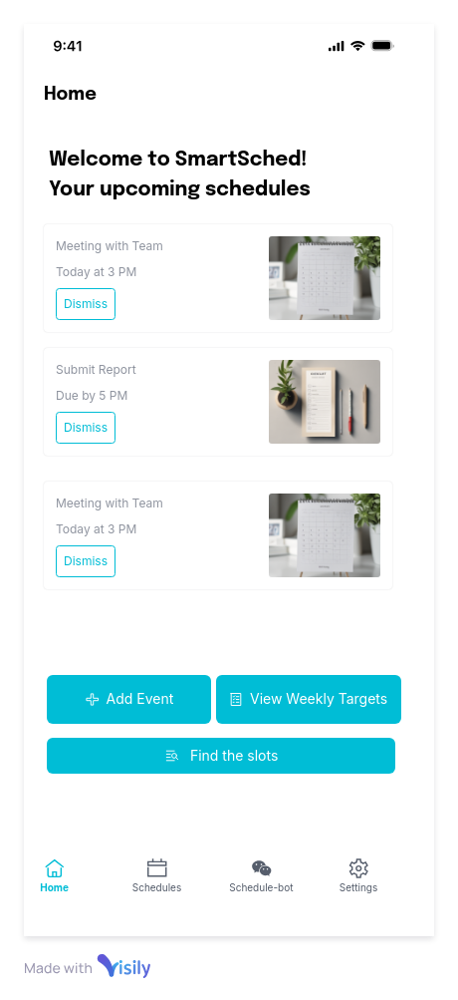 9:41
Home
Welcome to SmartSched!
Your upcoming schedules
Meeting with Team
Today at 3 PM
Dismiss
Submit Report
Due by 5 PM
Dismiss
Meeting with Team
Today at 3 PM
Dismiss
Add Event
View Weekly Targets
Find the slots
Home
Schedules
Schedule-bot
Settings
Made with Visily